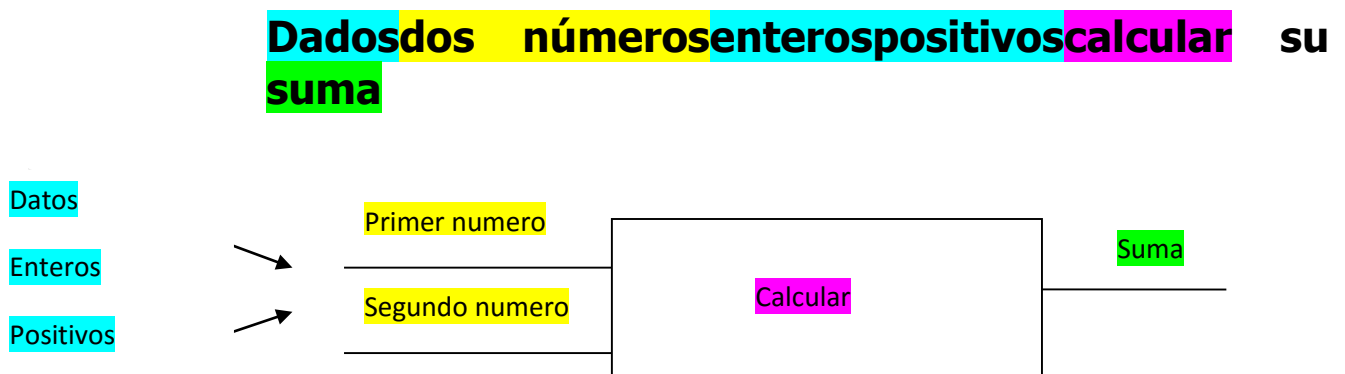 Dadosdos númerosenterospositivoscalcular su
suma
Datos
Primer numero
Suma
Enteros
Calcular
Segundo numero
Positivos